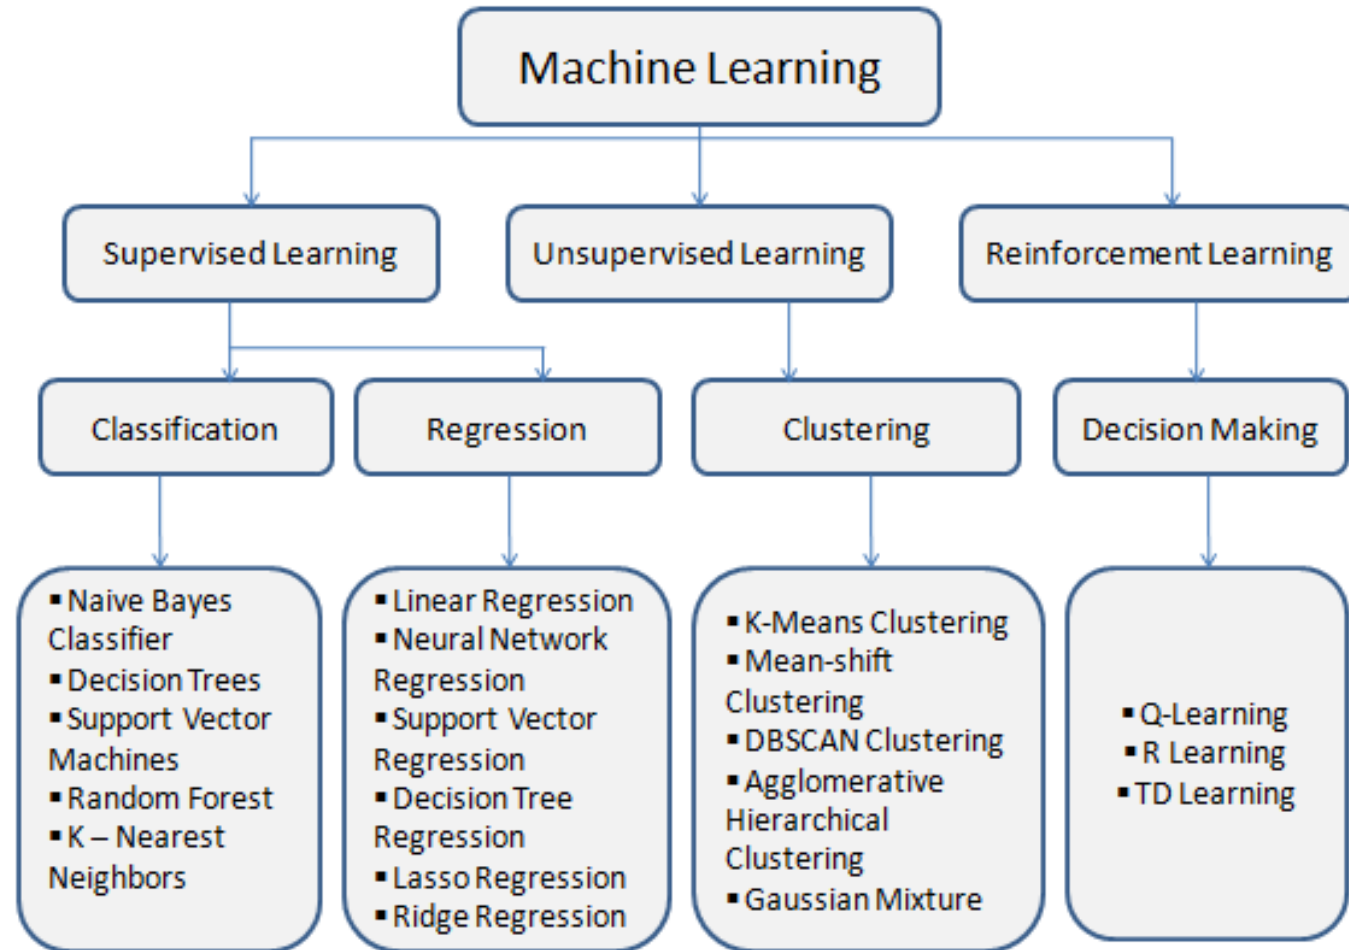 Machine Learning
Supervised Learning
Unsupervised Learning
Reinforcement Learning
Classification
Regression
Clustering
Decision Making
▪ Naive Bayes
Classifier
▪ Decision Trees
▪ Support Vector
Machines
▪ Random Forest
▪ K – Nearest
Neighbors
▪ Linear Regression
▪ Neural Network
Regression
▪ Support Vector
Regression
▪ Decision Tree
Regression
▪ Lasso Regression
▪ Ridge Regression
▪ K-Means Clustering
▪ Mean-shift
Clustering
▪ DBSCAN Clustering
▪ Agglomerative
Hierarchical
Clustering
▪ Gaussian Mixture
▪ Q-Learning
▪ R Learning
▪ TD Learning